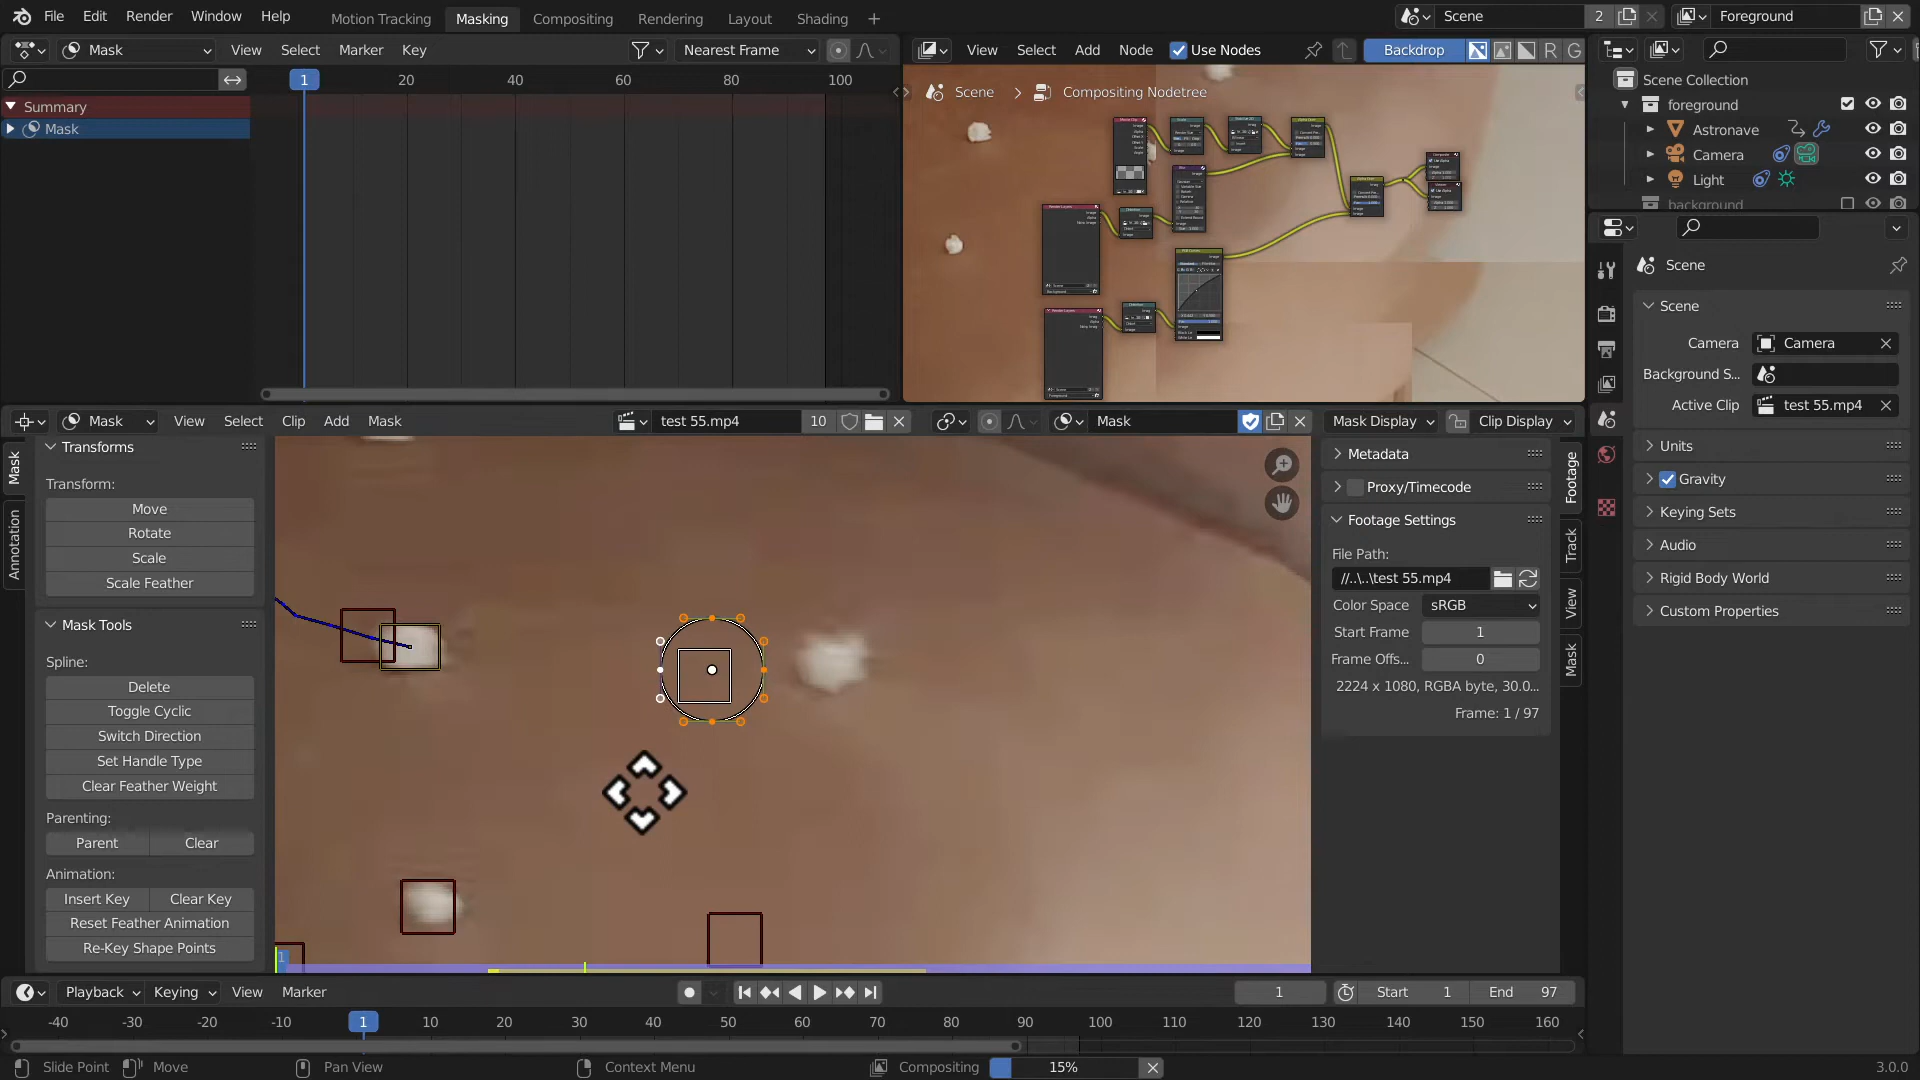 File Edit Render Window Help Motion Tracking Masking Compositing Rendering Layout Shading + Scene 2 Foreground
Mask View Select Marker Key Nearest Frame
View Select Add Node Use Nodes Backdrop R G
1 20 40 60 80 100
Summary
Mask
Scene > Compositing Nodetree
Scene Collection
foreground
Astronave
Camera
Light
background
Scene
Scene
Camera Camera
Background S...
Active Clip test 55.mp4
Units
Gravity
Keying Sets
Audio
Rigid Body World
Custom Properties
Mask View Select Clip Add Mask test 55.mp4 10 Mask Mask Display Clip Display
Mask
Annotation
Transforms
Transform:
Move
Rotate
Scale
Scale Feather
Mask Tools
Spline:
Delete
Toggle Cyclic
Switch Direction
Set Handle Type
Clear Feather Weight
Parenting:
Parent Clear
Animation:
Insert Key Clear Key
Reset Feather Animation
Re-Key Shape Points
1
Metadata
Proxy/Timecode
Footage Settings
File Path:
//..\..\test 55.mp4
Color Space sRGB
Start Frame 1
Frame Offs... 0
2224 x 1080, RGBA byte, 30.0...
Frame: 1 / 97
Footage
Track
View
Mask
Playback Keying View Marker 1 Start 1 End 97
-40 -30 -20 -10 1 10 20 30 40 50 60 70 80 90 100 110 120 130 140 150 160
Slide Point Move Pan View Context Menu Compositing 15% 3.0.0